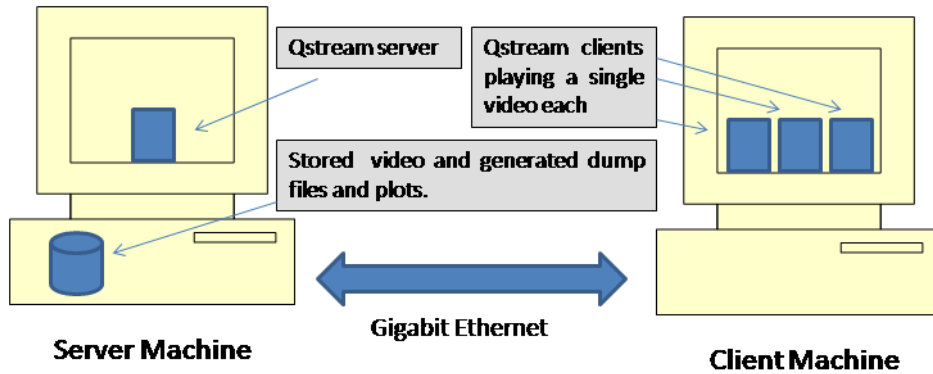 Qstream server
Qstream clients
playing a single
video each
Stored video and generated dump
files and plots.
Gigabit Ethernet
Server Machine
Client Machine